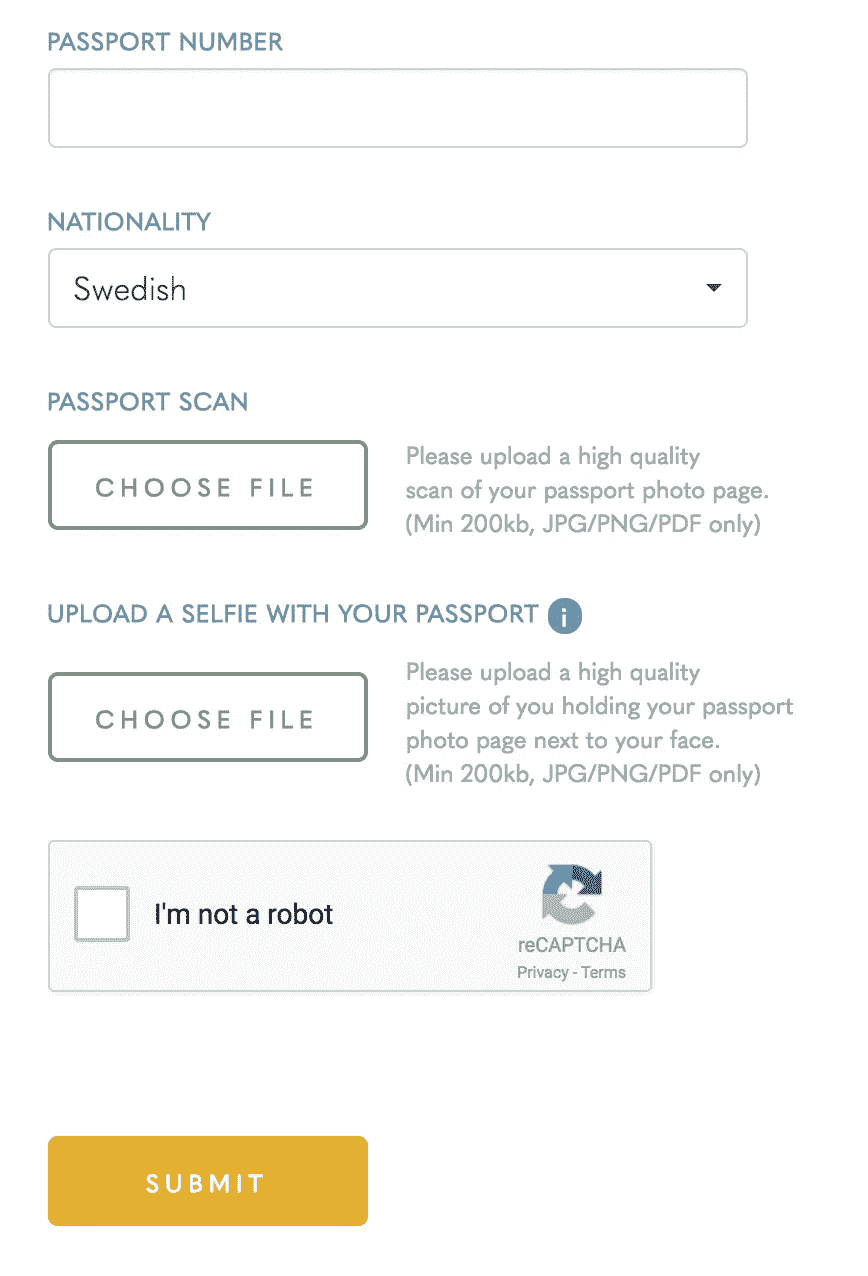 PASSPORT NUMBER
NATIONALITY
Swedish
PASSPORT SCAN
CHOOSE FILE
Please upload a high quality
scan of your passport photo page.
(Min 200kb, JPG/PNG/PDF only)
UPLOAD A SELFIE WITH YOUR PASSPORT i
CHOOSE FILE
Please upload a high quality
picture of you holding your passport
photo page next to your face.
(Min 200kb, JPG/PNG/PDF only)
I'm not a robot
reCAPTCHA
Privacy - Terms
SUBMIT